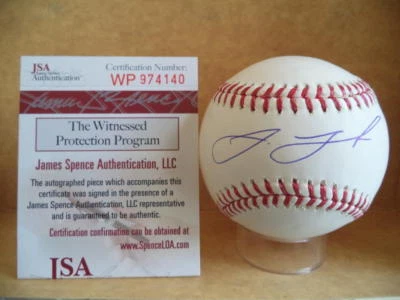 JSA
James Spence
Authentication
Certification Number:
WP 974140
The Witnessed
Protection Program
James Spence Authentication, LLC
The autographed piece which accompanies this
certificate was signed in the presence of a
James Spence Authentication, LLC representative
and is guaranteed to be authentic.
Certification confirmation can be obtained at
www.SpenceLOA.com.
JSA